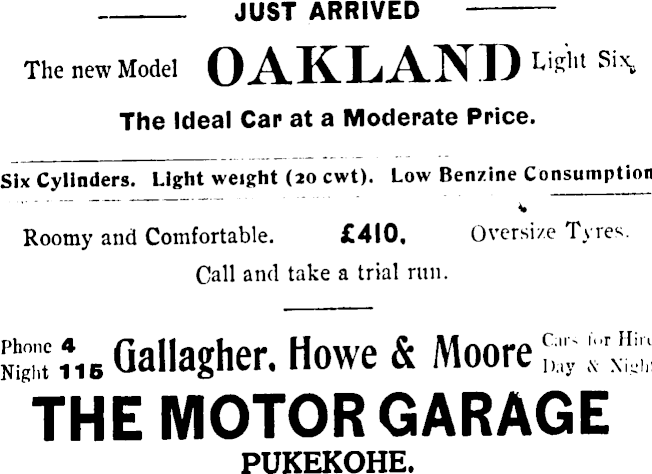 JUST ARRIVED
The new Model OAKLAND Light Six,
The Ideal Car at a Moderate Price.
Six Cylinders. Light weight (20 cwt). Low Benzine Consumption
Roomy and Comfortable. £410. Oversize Tyres.
Call and take a trial run.
Phone 4 Gallagher, Howe & Moore Cars for Hire
Night 115 Day & Night
THE MOTOR GARAGE
PUKEKOHE.